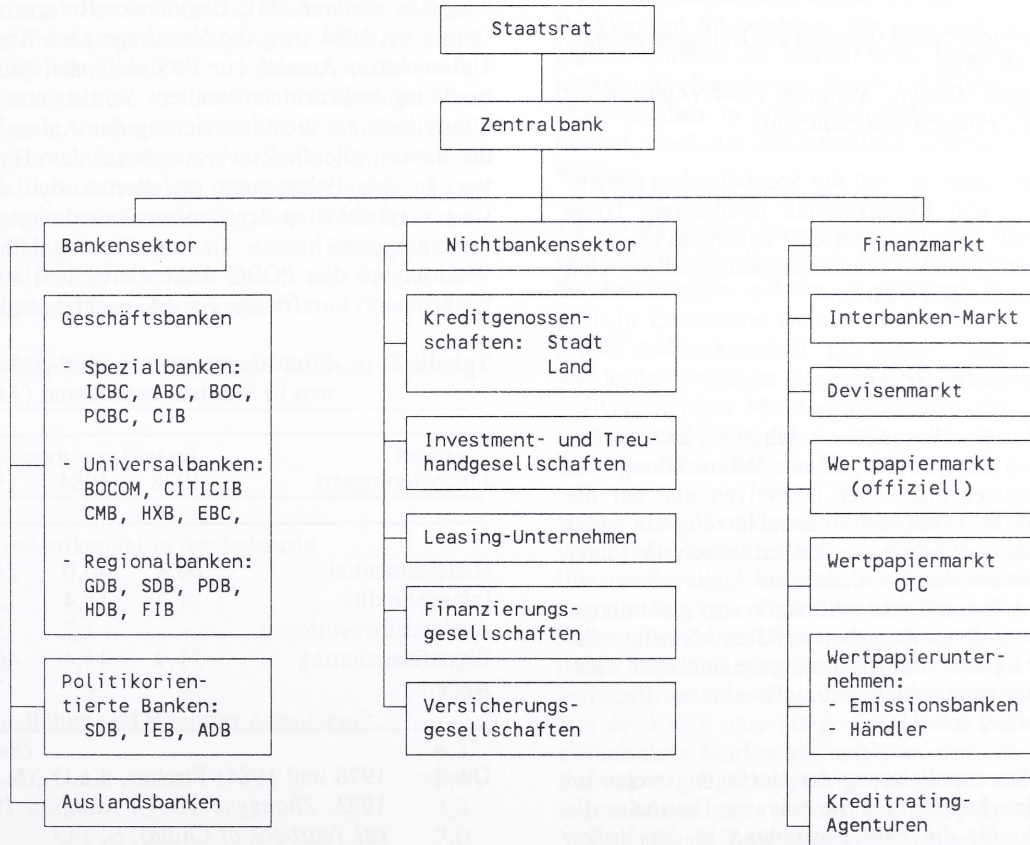 Staatsrat
Zentralbank
Bankensektor
Geschäftsbanken
- Spezialbanken:
ICBC, ABC, BOC,
PCBC, CIB
- Universalbanken:
BOCOM, CITICIB
CMB, HXB, EBC,
- Regionalbanken:
GDB, SDB, PDB,
HDB, FIB
Politikorien-
tierte Banken:
SDB, IEB, ADB
Auslandsbanken
Nichtbankensektor
Kreditgenossen-
schaften: Stadt
Land
Investment- und Treu-
handgesellschaften
Leasing-Unternehmen
Finanzierungs-
gesellschaften
Versicherungs-
gesellschaften
Finanzmarkt
Interbanken-Markt
Devisenmarkt
Wertpapiermarkt
(offiziell)
Wertpapiermarkt
OTC
Wertpapierunter-
nehmen:
- Emissionsbanken
- Händler
Kreditrating-
Agenturen